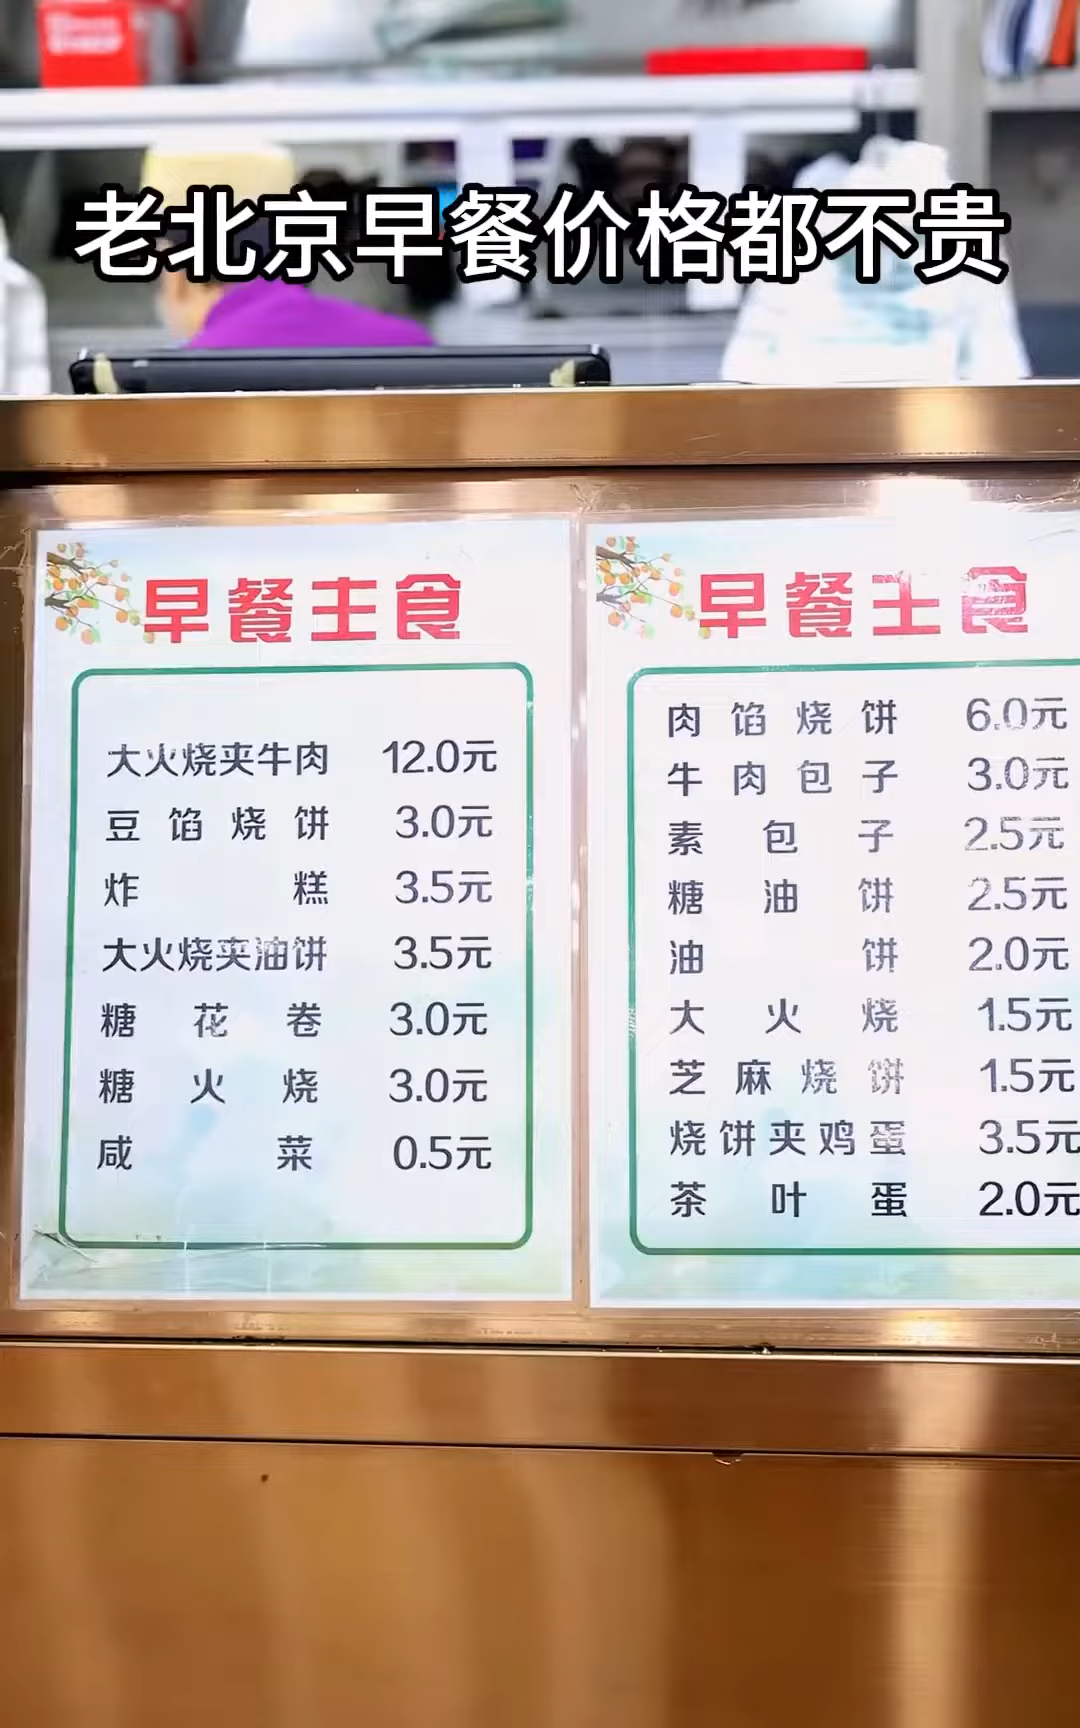 老北京早餐价格都不贵
早餐主食
大火烧夹牛肉 12.0元
豆馅烧饼 3.0元
炸糕 3.5元
大火烧夹油饼 3.5元
糖花卷 3.0元
糖火烧 3.0元
咸菜 0.5元
早餐主食
肉馅烧饼 6.0元
牛肉包子 3.0元
素包子 2.5元
糖油饼 2.5元
油饼 2.0元
大火烧 1.5元
芝麻烧饼 1.5元
烧饼夹鸡蛋 3.5元
茶叶蛋 2.0元